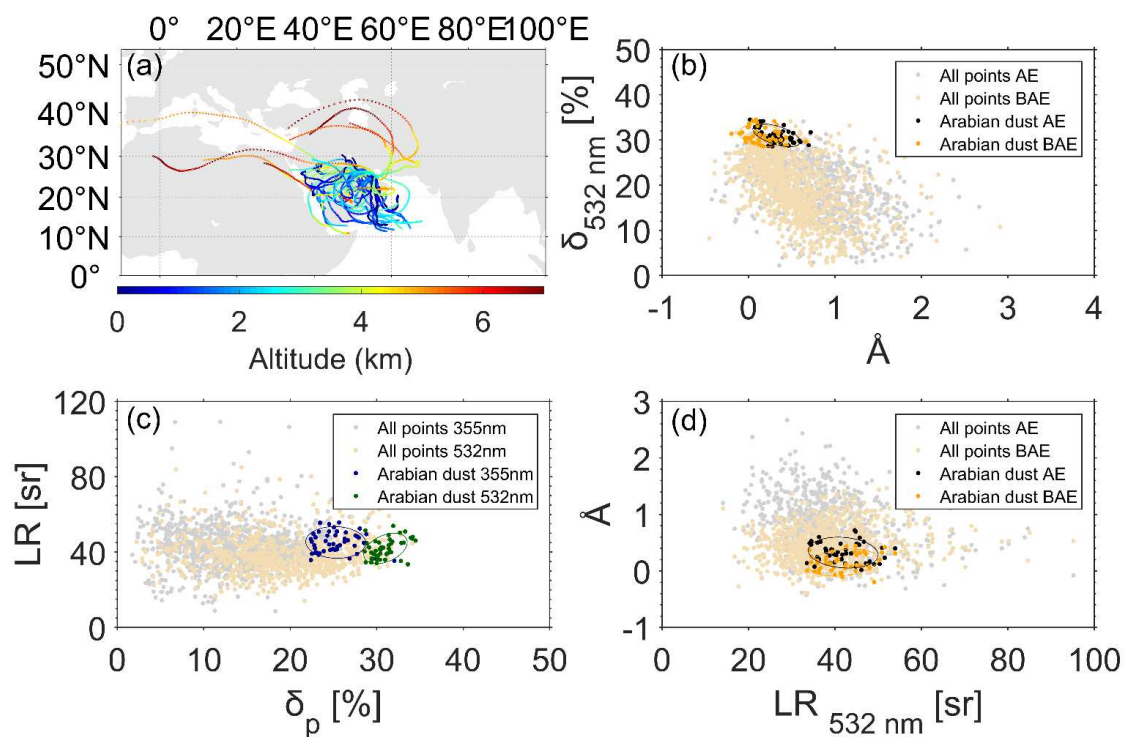 0° 20°E 40°E 60°E 80°E 100°E
(a)
50°N
40°N
30°N
20°N
10°N
0°
0 2 4 6
Altitude (km)
(b)
All points AE
All points BAE
Arabian dust AE
Arabian dust BAE
50
40
30
20
10
0
δ532 nm [%]
-1 0 1 2 3 4
Å
(c)
All points 355nm
All points 532nm
Arabian dust 355nm
Arabian dust 532nm
120
80
40
0
LR [sr]
0 10 20 30 40 50
δp [%]
(d)
All points AE
All points BAE
Arabian dust AE
Arabian dust BAE
3
2
1
0
-1
Å
0 20 40 60 80 100
LR 532 nm [sr]